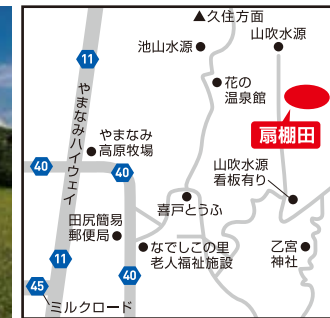 ▲久住方面
池山水源
山吹水源
11
花の
温泉館
やまなみハイウェイ
扇棚田
やまなみ
高原牧場
40
40
山吹水源
看板有り
喜戸とうふ
田尻簡易
郵便局
なでしこの里
老人福祉施設
乙宮
神社
11
40
45
ミルクロード